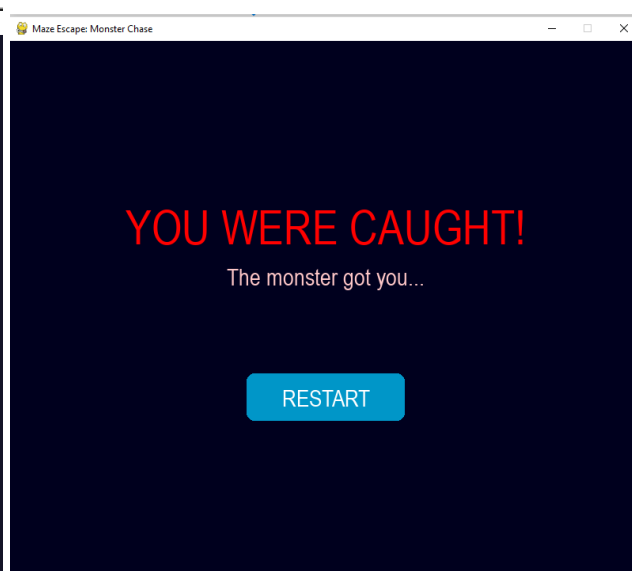 Maze Escape: Monster Chase
YOU WERE CAUGHT!
The monster got you...
RESTART